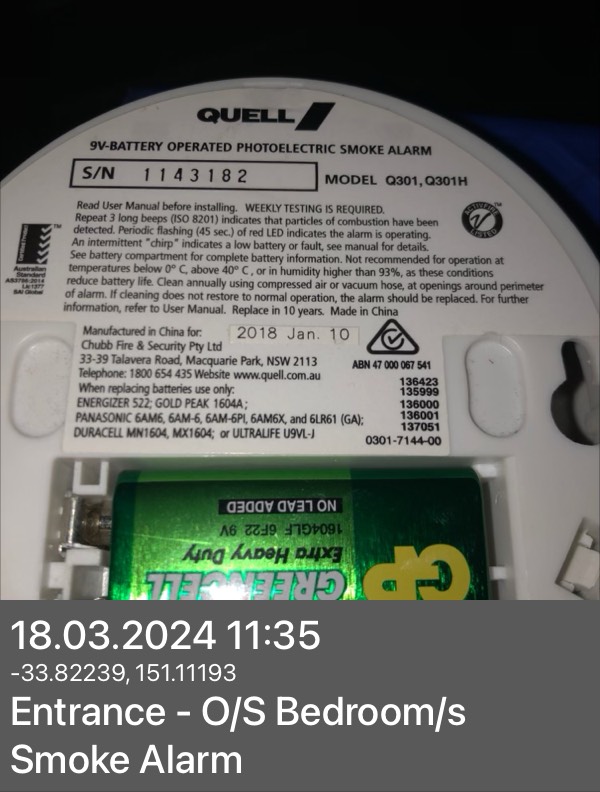 QUELL
9V-BATTERY OPERATED PHOTOELECTRIC SMOKE ALARM
S/N 1143182
MODEL Q301, Q301H
Read User Manual before installing. WEEKLY TESTING IS REQUIRED.
Repeat 3 long beeps (ISO 8201) indicates that particles of combustion have been
detected. Periodic flashing (45 sec.) of red LED indicates the alarm is operating.
An intermittent "chirp" indicates a low battery or fault, see manual for details.
See battery compartment for complete battery information. Not recommended for operation at
temperatures below 0° C, above 40° C, or in humidity higher than 93%, as these conditions
reduce battery life. Clean annually using compressed air or vacuum hose, at openings around perimeter
of alarm. If cleaning does not restore to normal operation, the alarm should be replaced. For further
information, refer to User Manual. Replace in 10 years. Made in China
Australian
Standard
AS3786:2014
Lic1377
SAI Global
ACTIVFIRE
LISTED
Manufactured in China for: 2018 Jan. 10
Chubb Fire & Security Pty Ltd
33-39 Talavera Road, Macquarie Park, NSW 2113
Telephone: 1800 654 435 Website www.quell.com.au
When replacing batteries use only:
ENERGIZER 522; GOLD PEAK 1604A;
PANASONIC 6AM6, 6AM-6, 6AM-6PI, 6AM6X, and 6LR61 (GA);
DURACELL MN1604, MX1604; or ULTRALIFE U9VL-J
ABN 47 000 067 541
136423
135999
136000
136001
137051
0301-7144-00
NO LEAD ADDED
1604GLF 6F22 9V
Extra Heavy Duty
GREENCELL
GP
18.03.2024 11:35
-33.82239, 151.11193
Entrance - O/S Bedroom/s
Smoke Alarm